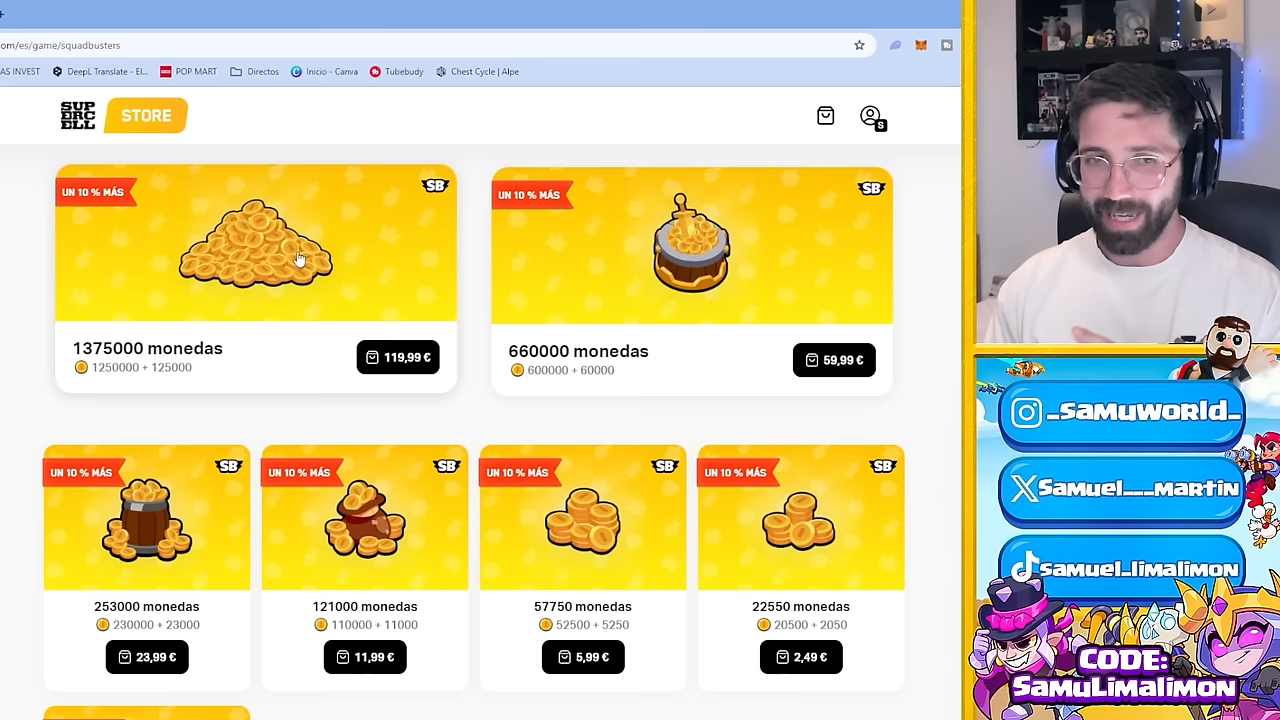 om/es/game/squadbusters
AS INVEST
DeepL Translate - El...
POP MART
Directos
Inicio - Canva
Tubebudy
Chest Cycle | Alpe
SUPERCELL
STORE
S
UN 10 % MÁS
SB
1375000 monedas
1250000 + 125000
119,99 €
UN 10 % MÁS
SB
660000 monedas
600000 + 60000
59,99 €
UN 10 % MÁS
SB
253000 monedas
230000 + 23000
23,99 €
UN 10 % MÁS
SB
121000 monedas
110000 + 11000
11,99 €
UN 10 % MÁS
SB
57750 monedas
52500 + 5250
5,99 €
UN 10 % MÁS
SB
22550 monedas
20500 + 2050
2,49 €
_SAMUWORLD_
SAMUEL___MARTIN
SAMUEL_LIMALIMON
CODE:
SAMULIMALIMON